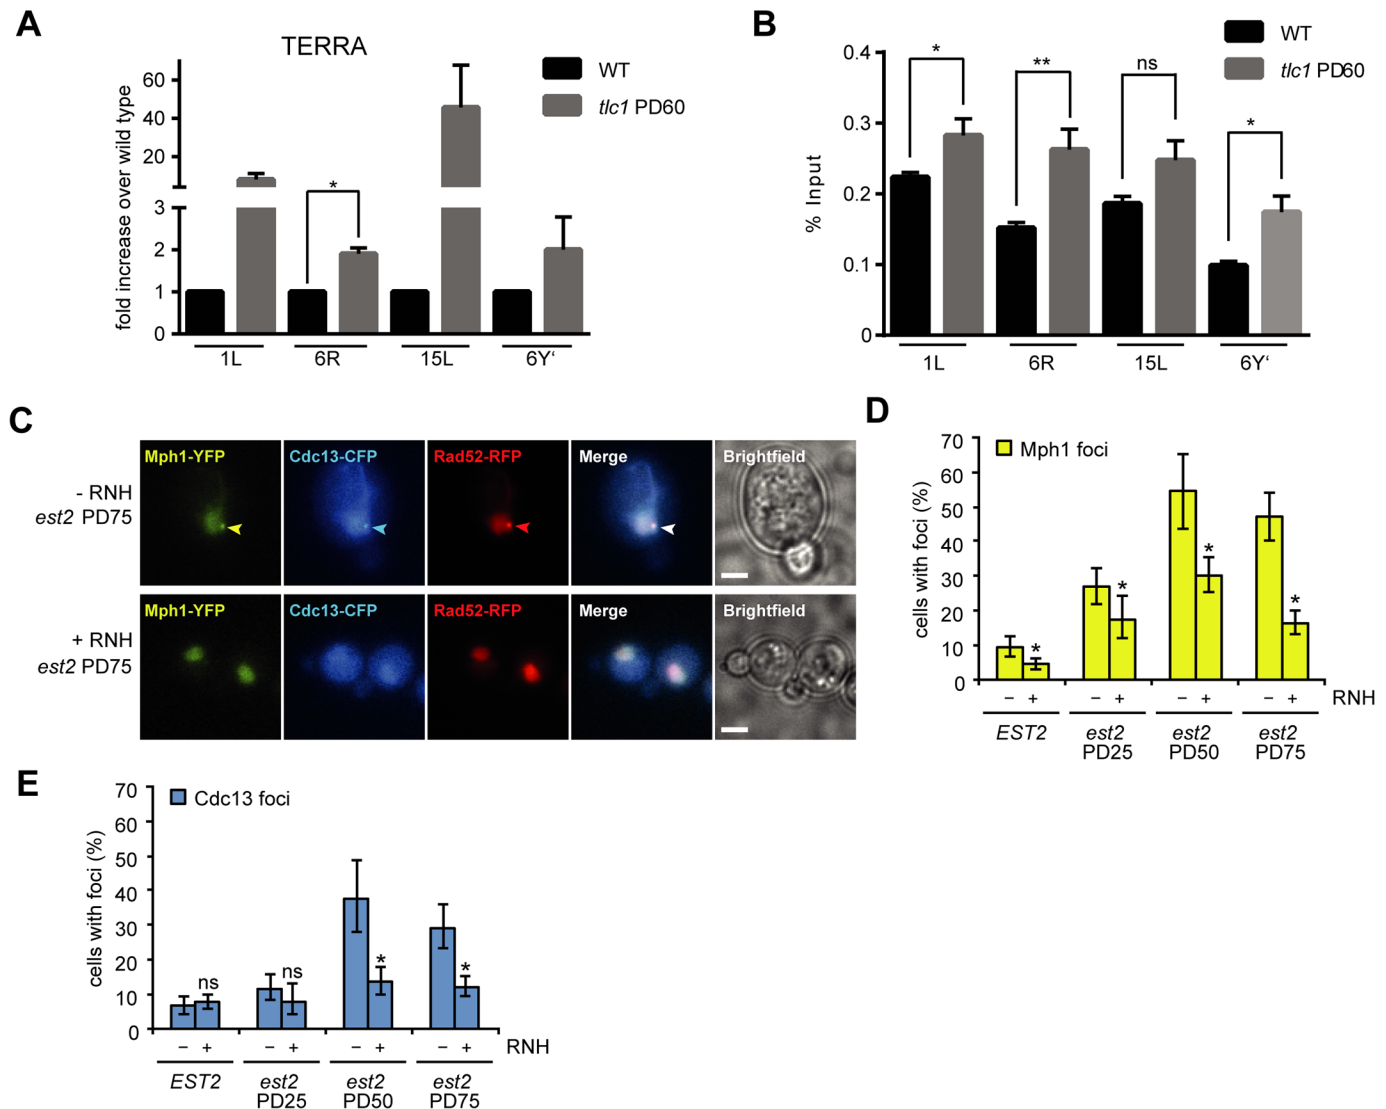 A
TERRA
WT
tlc1 PD60
fold increase over wild type
60
40
20
3
2
1
0
*
1L
6R
15L
6Y‘
B
WT
tlc1 PD60
% Input
0.4
0.3
0.2
0.1
0
*
**
ns
*
1L
6R
15L
6Y‘
C
- RNH
est2 PD75
Mph1-YFP
Cdc13-CFP
Rad52-RFP
Merge
Brightfield
+ RNH
est2 PD75
Mph1-YFP
Cdc13-CFP
Rad52-RFP
Merge
Brightfield
D
Mph1 foci
cells with foci (%)
70
60
50
40
30
20
10
0
*
*
*
*
− + − + − + − + RNH
EST2
est2
PD25
est2
PD50
est2
PD75
E
Cdc13 foci
cells with foci (%)
70
60
50
40
30
20
10
0
ns
ns
*
*
− + − + − + − + RNH
EST2
est2
PD25
est2
PD50
est2
PD75